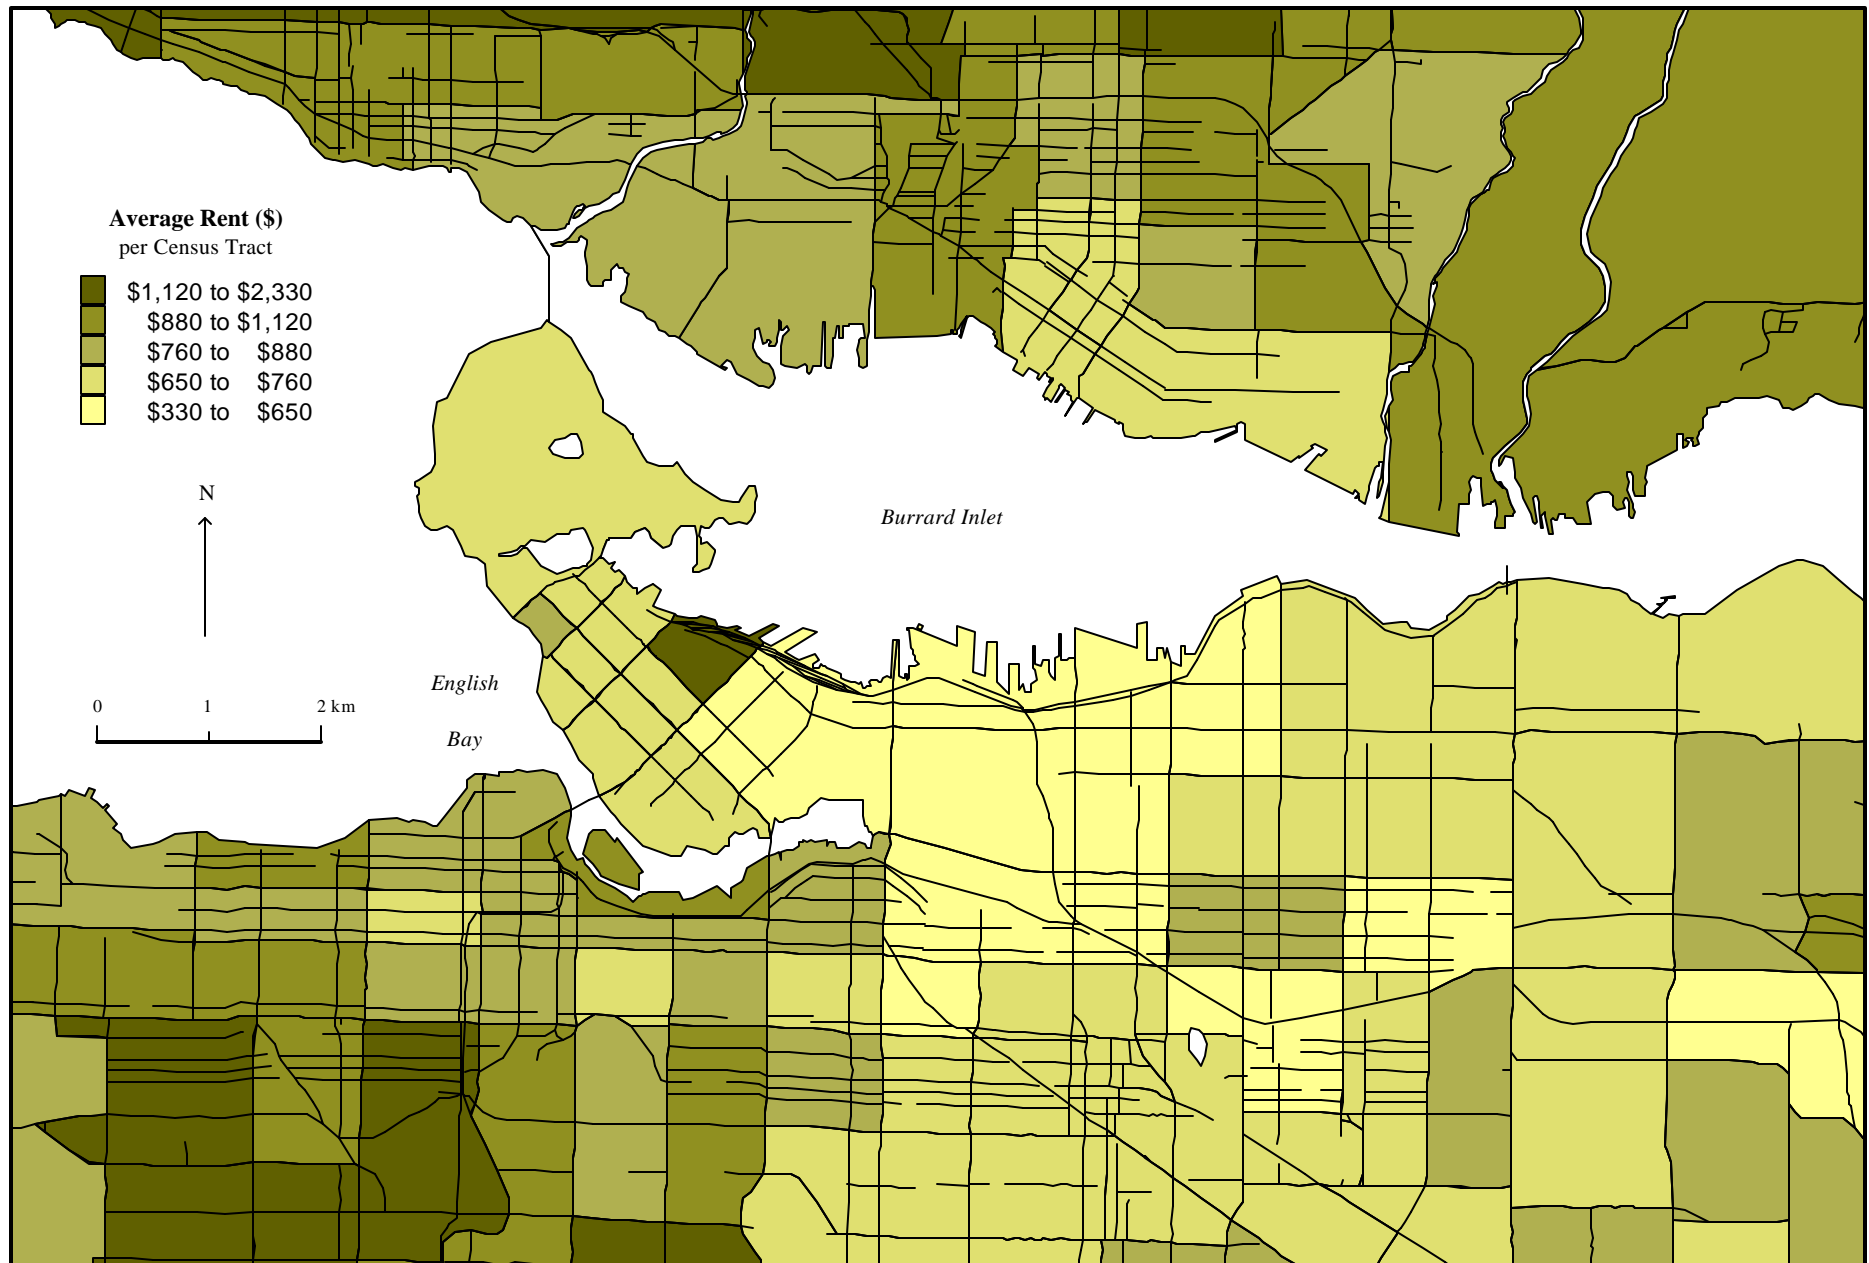 Average Rent ($)
per Census Tract
$1,120 to $2,330
$880 to $1,120
$760 to $880
$650 to $760
$330 to $650
N
Burrard Inlet
English
Bay
0 1 2 km